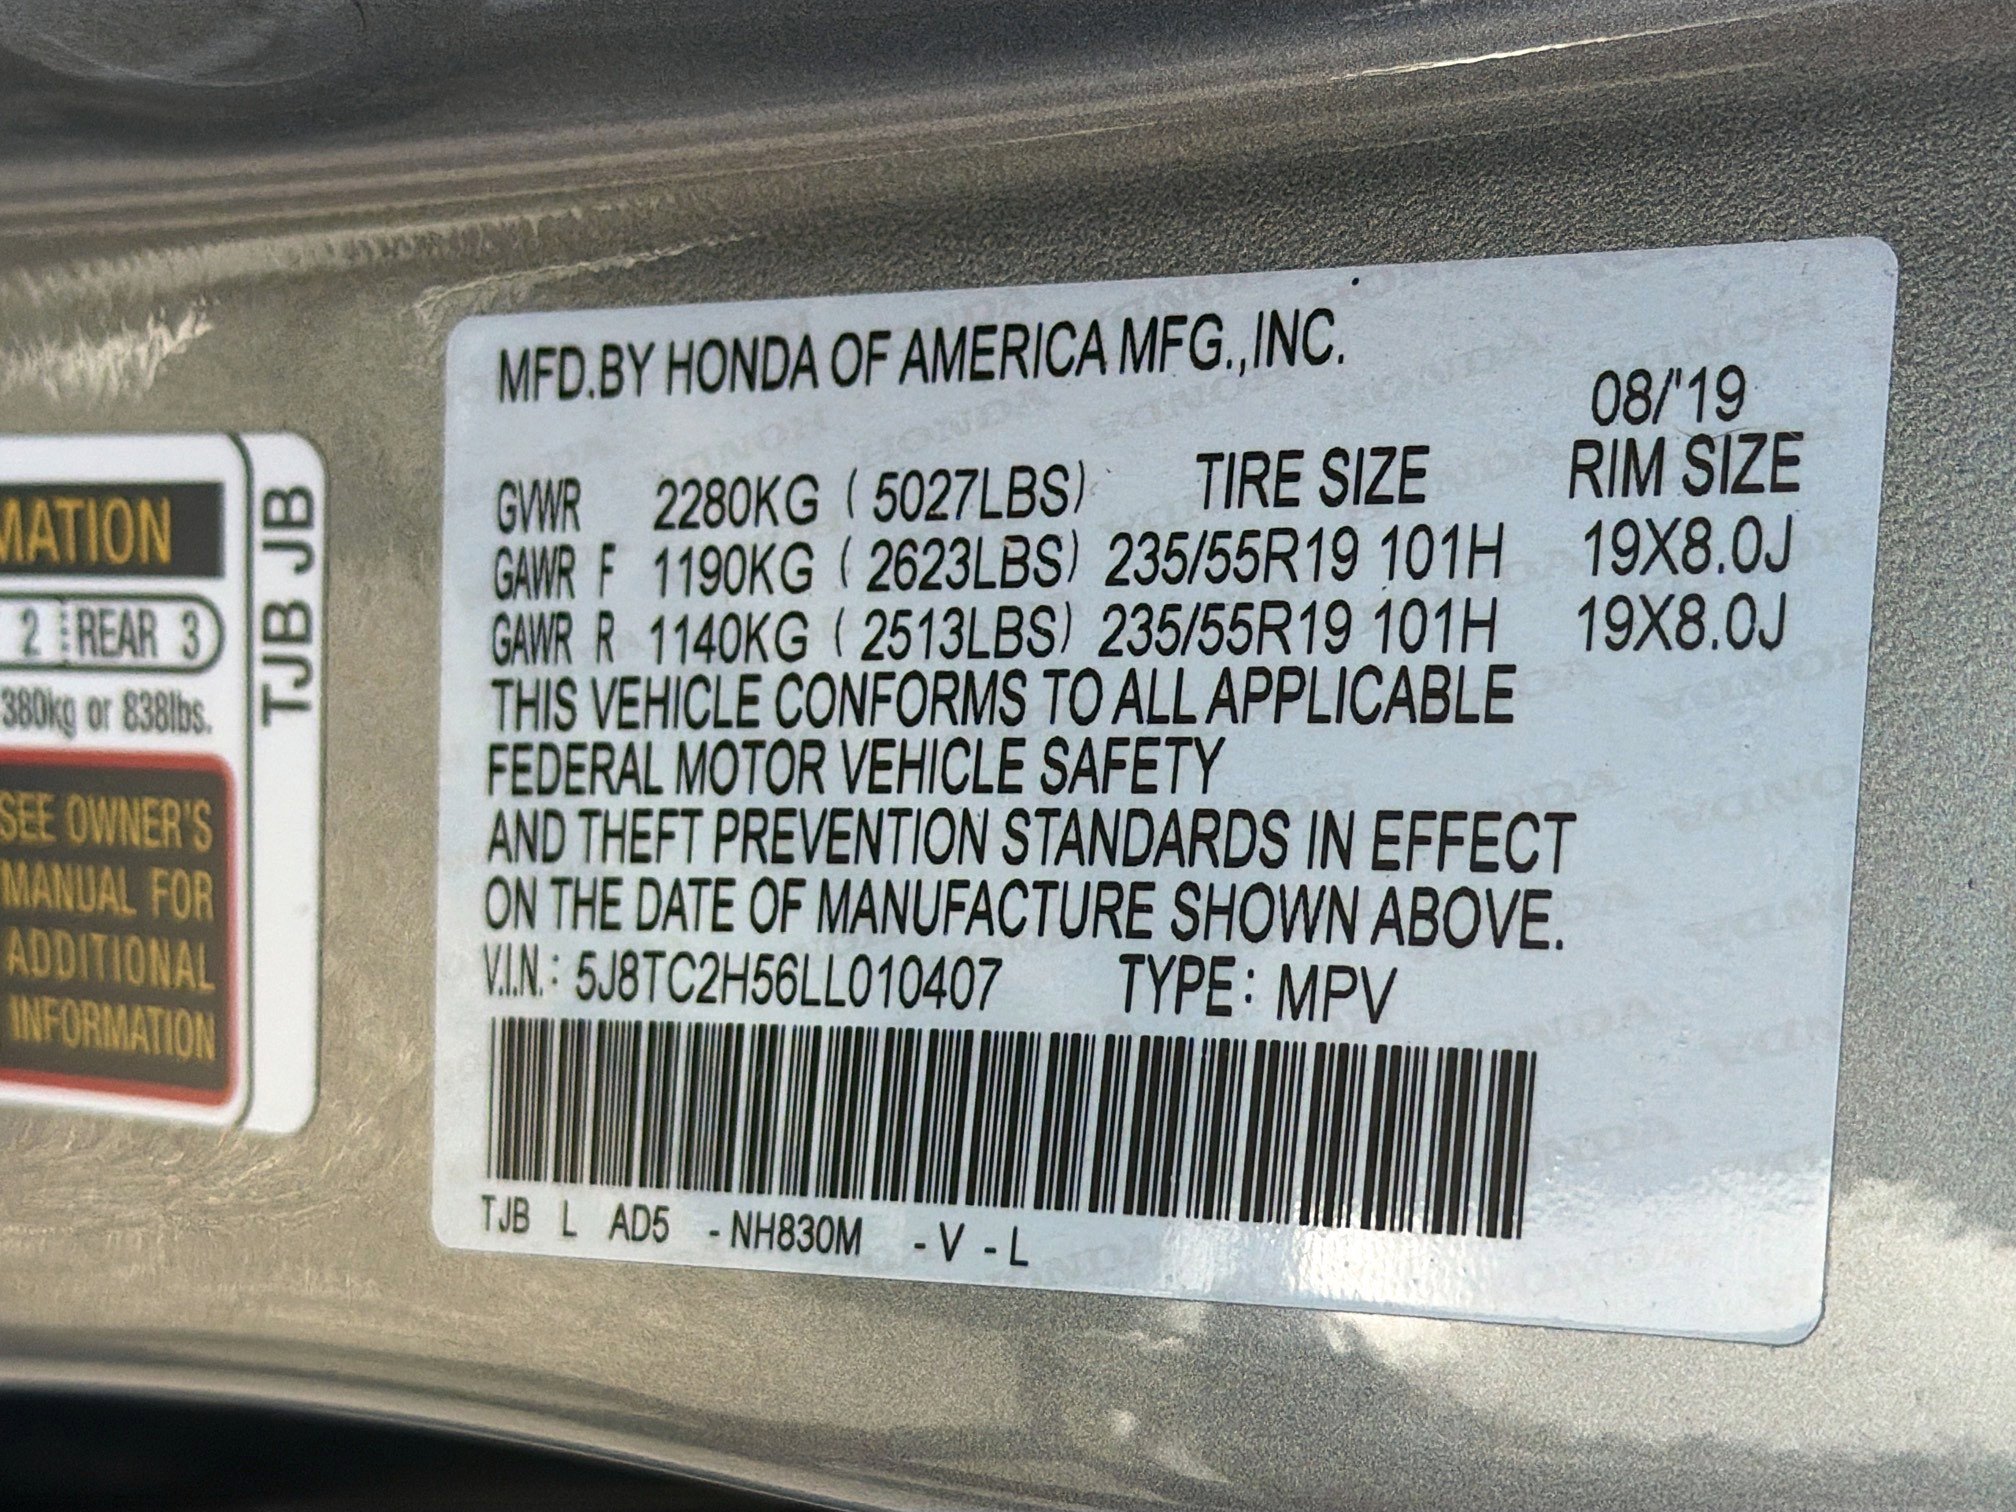 MFD.BY HONDA OF AMERICA MFG.,INC.
08/'19
GVWR 2280KG ( 5027LBS) TIRE SIZE RIM SIZE
GAWR F 1190KG ( 2623LBS) 235/55R19 101H 19X8.0J
GAWR R 1140KG ( 2513LBS) 235/55R19 101H 19X8.0J
THIS VEHICLE CONFORMS TO ALL APPLICABLE
FEDERAL MOTOR VEHICLE SAFETY
AND THEFT PREVENTION STANDARDS IN EFFECT
ON THE DATE OF MANUFACTURE SHOWN ABOVE.
V.I.N.: 5J8TC2H56LL010407 TYPE: MPV
TJB L AD5 -NH830M -V -L
MATION
2 REAR 3
380kg or 838lbs.
SEE OWNER'S
MANUAL FOR
ADDITIONAL
INFORMATION
TJB JB